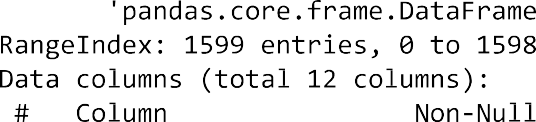 'pandas.core.frame.DataFrame
RangeIndex: 1599 entries, 0 to 1598
Data columns (total 12 columns):
# Column Non-Null